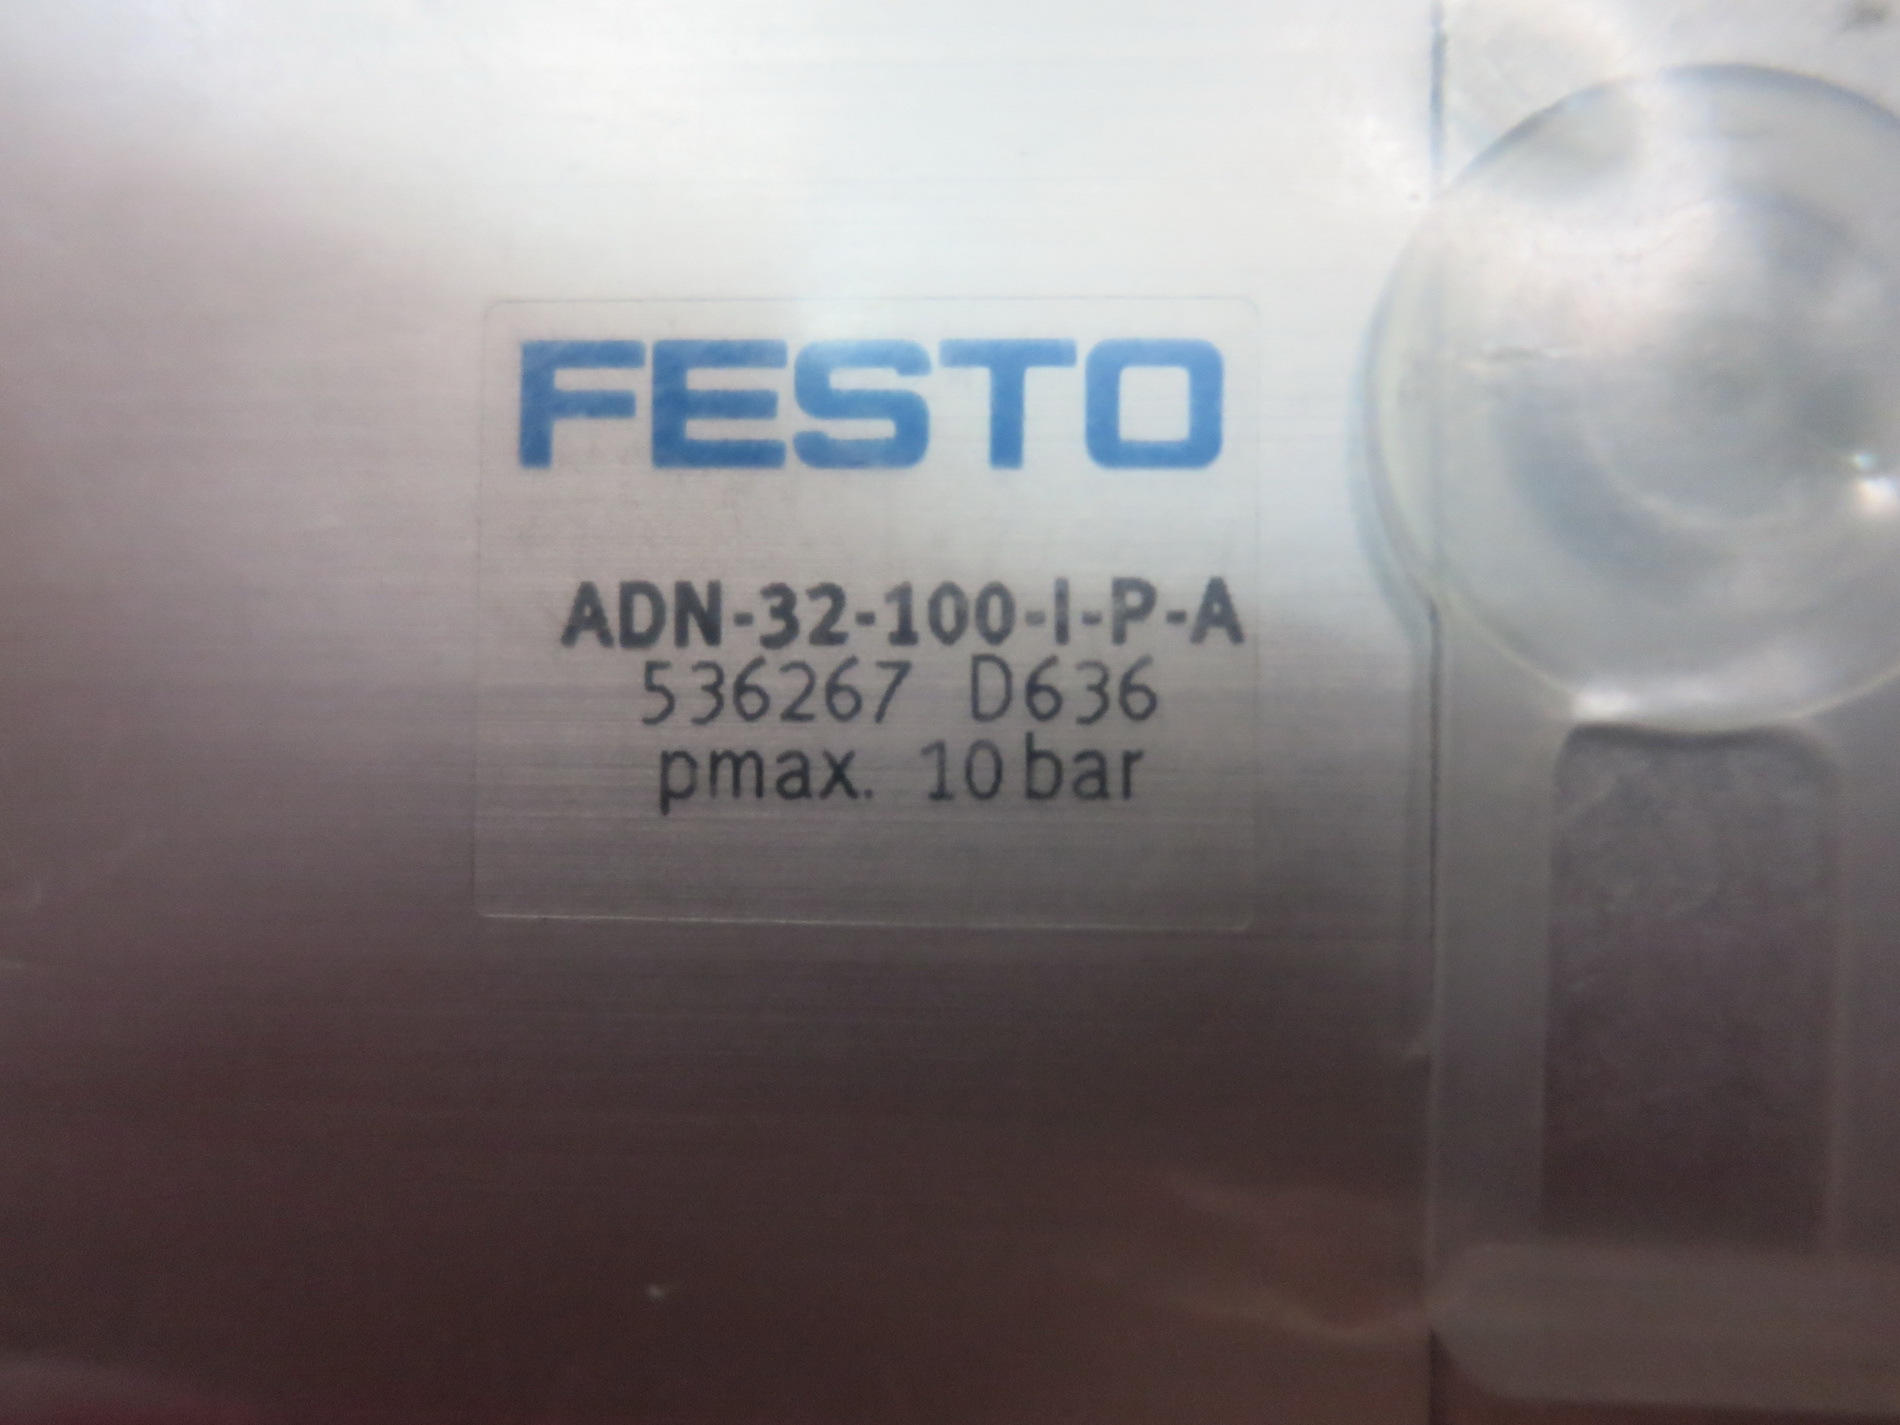 FESTO
ADN-32-100-I-P-A
536267 D636
pmax. 10 bar